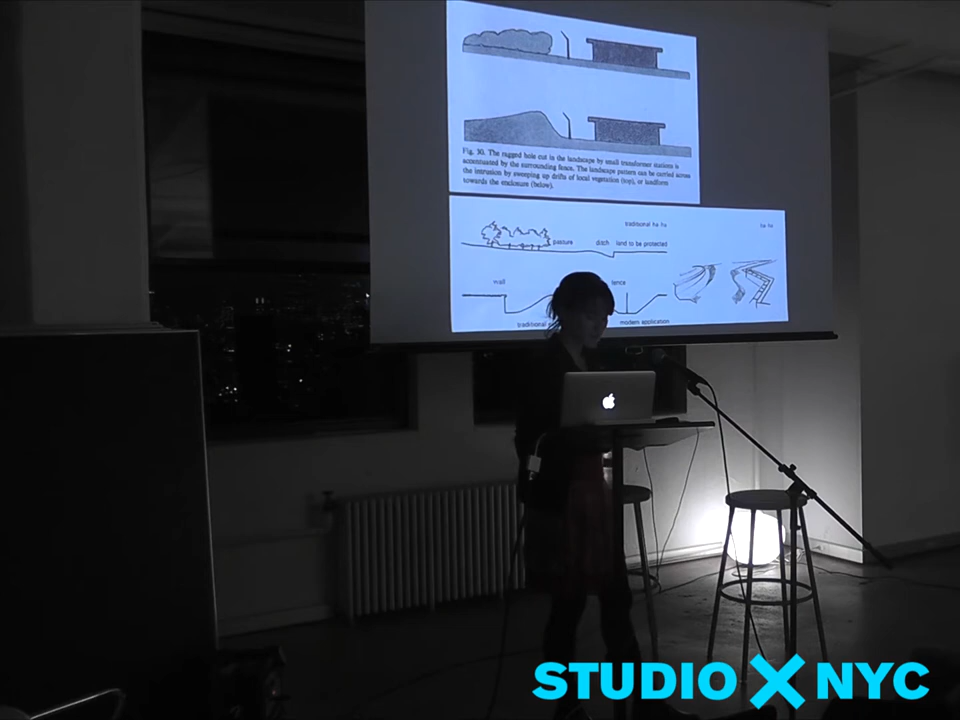 Fig. 30. The ragged hole cut in the landscape by small transformer stations is
accentuated by the surrounding fence. The landscape pattern can be carried across
the intrusion by sweeping up drifts of local vegetation (top), or landform
towards the enclosure (below).
traditional ha ha
ha ha
pasture
ditch
land to be protected
wall
fence
traditional
modern application
STUDIO X NYC